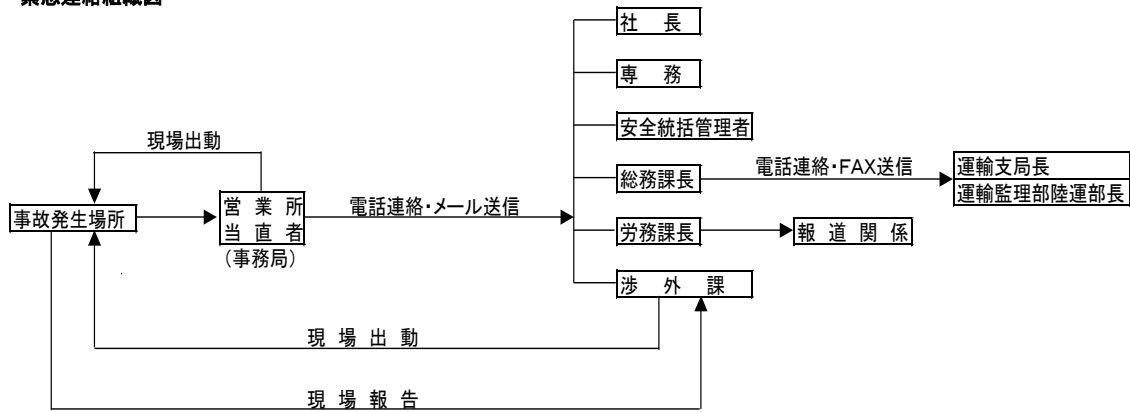 緊急連絡組織図
社長
専務
安全統括管理者
現場出動
総務課長
電話連絡・FAX送信
運輸支局長
運輸監理部陸運部長
事故発生場所
営業所
当直者
(事務局)
電話連絡・メール送信
労務課長
報道関係
渉外課
現場出動
現場報告